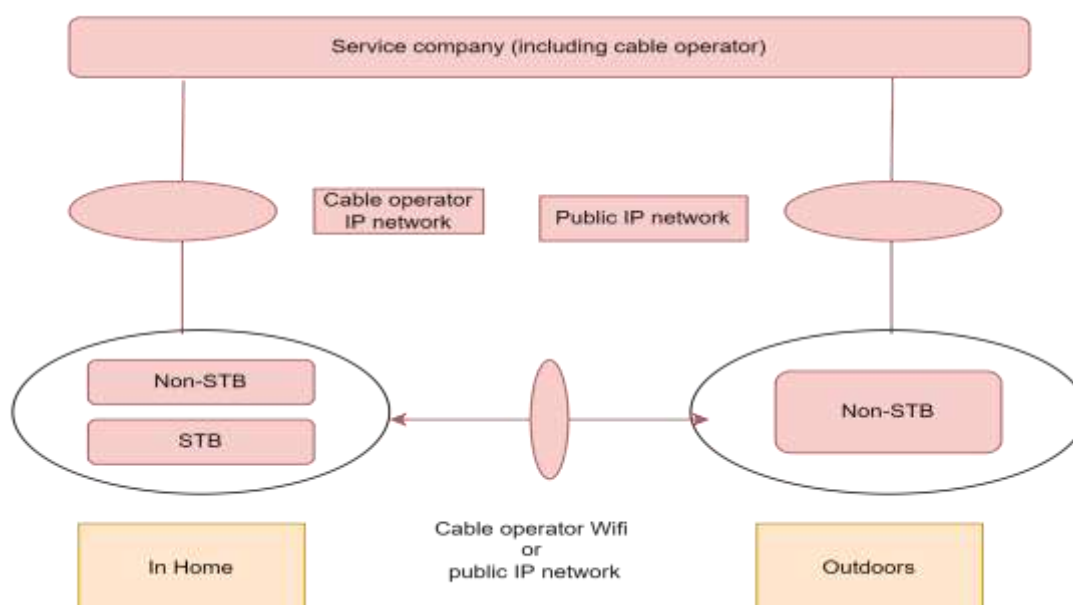 Service company (including cable operator)
Cable operator
IP network
Public IP network
Non-STB
STB
Non-STB
Cable operator Wifi
or
public IP network
In Home
Outdoors